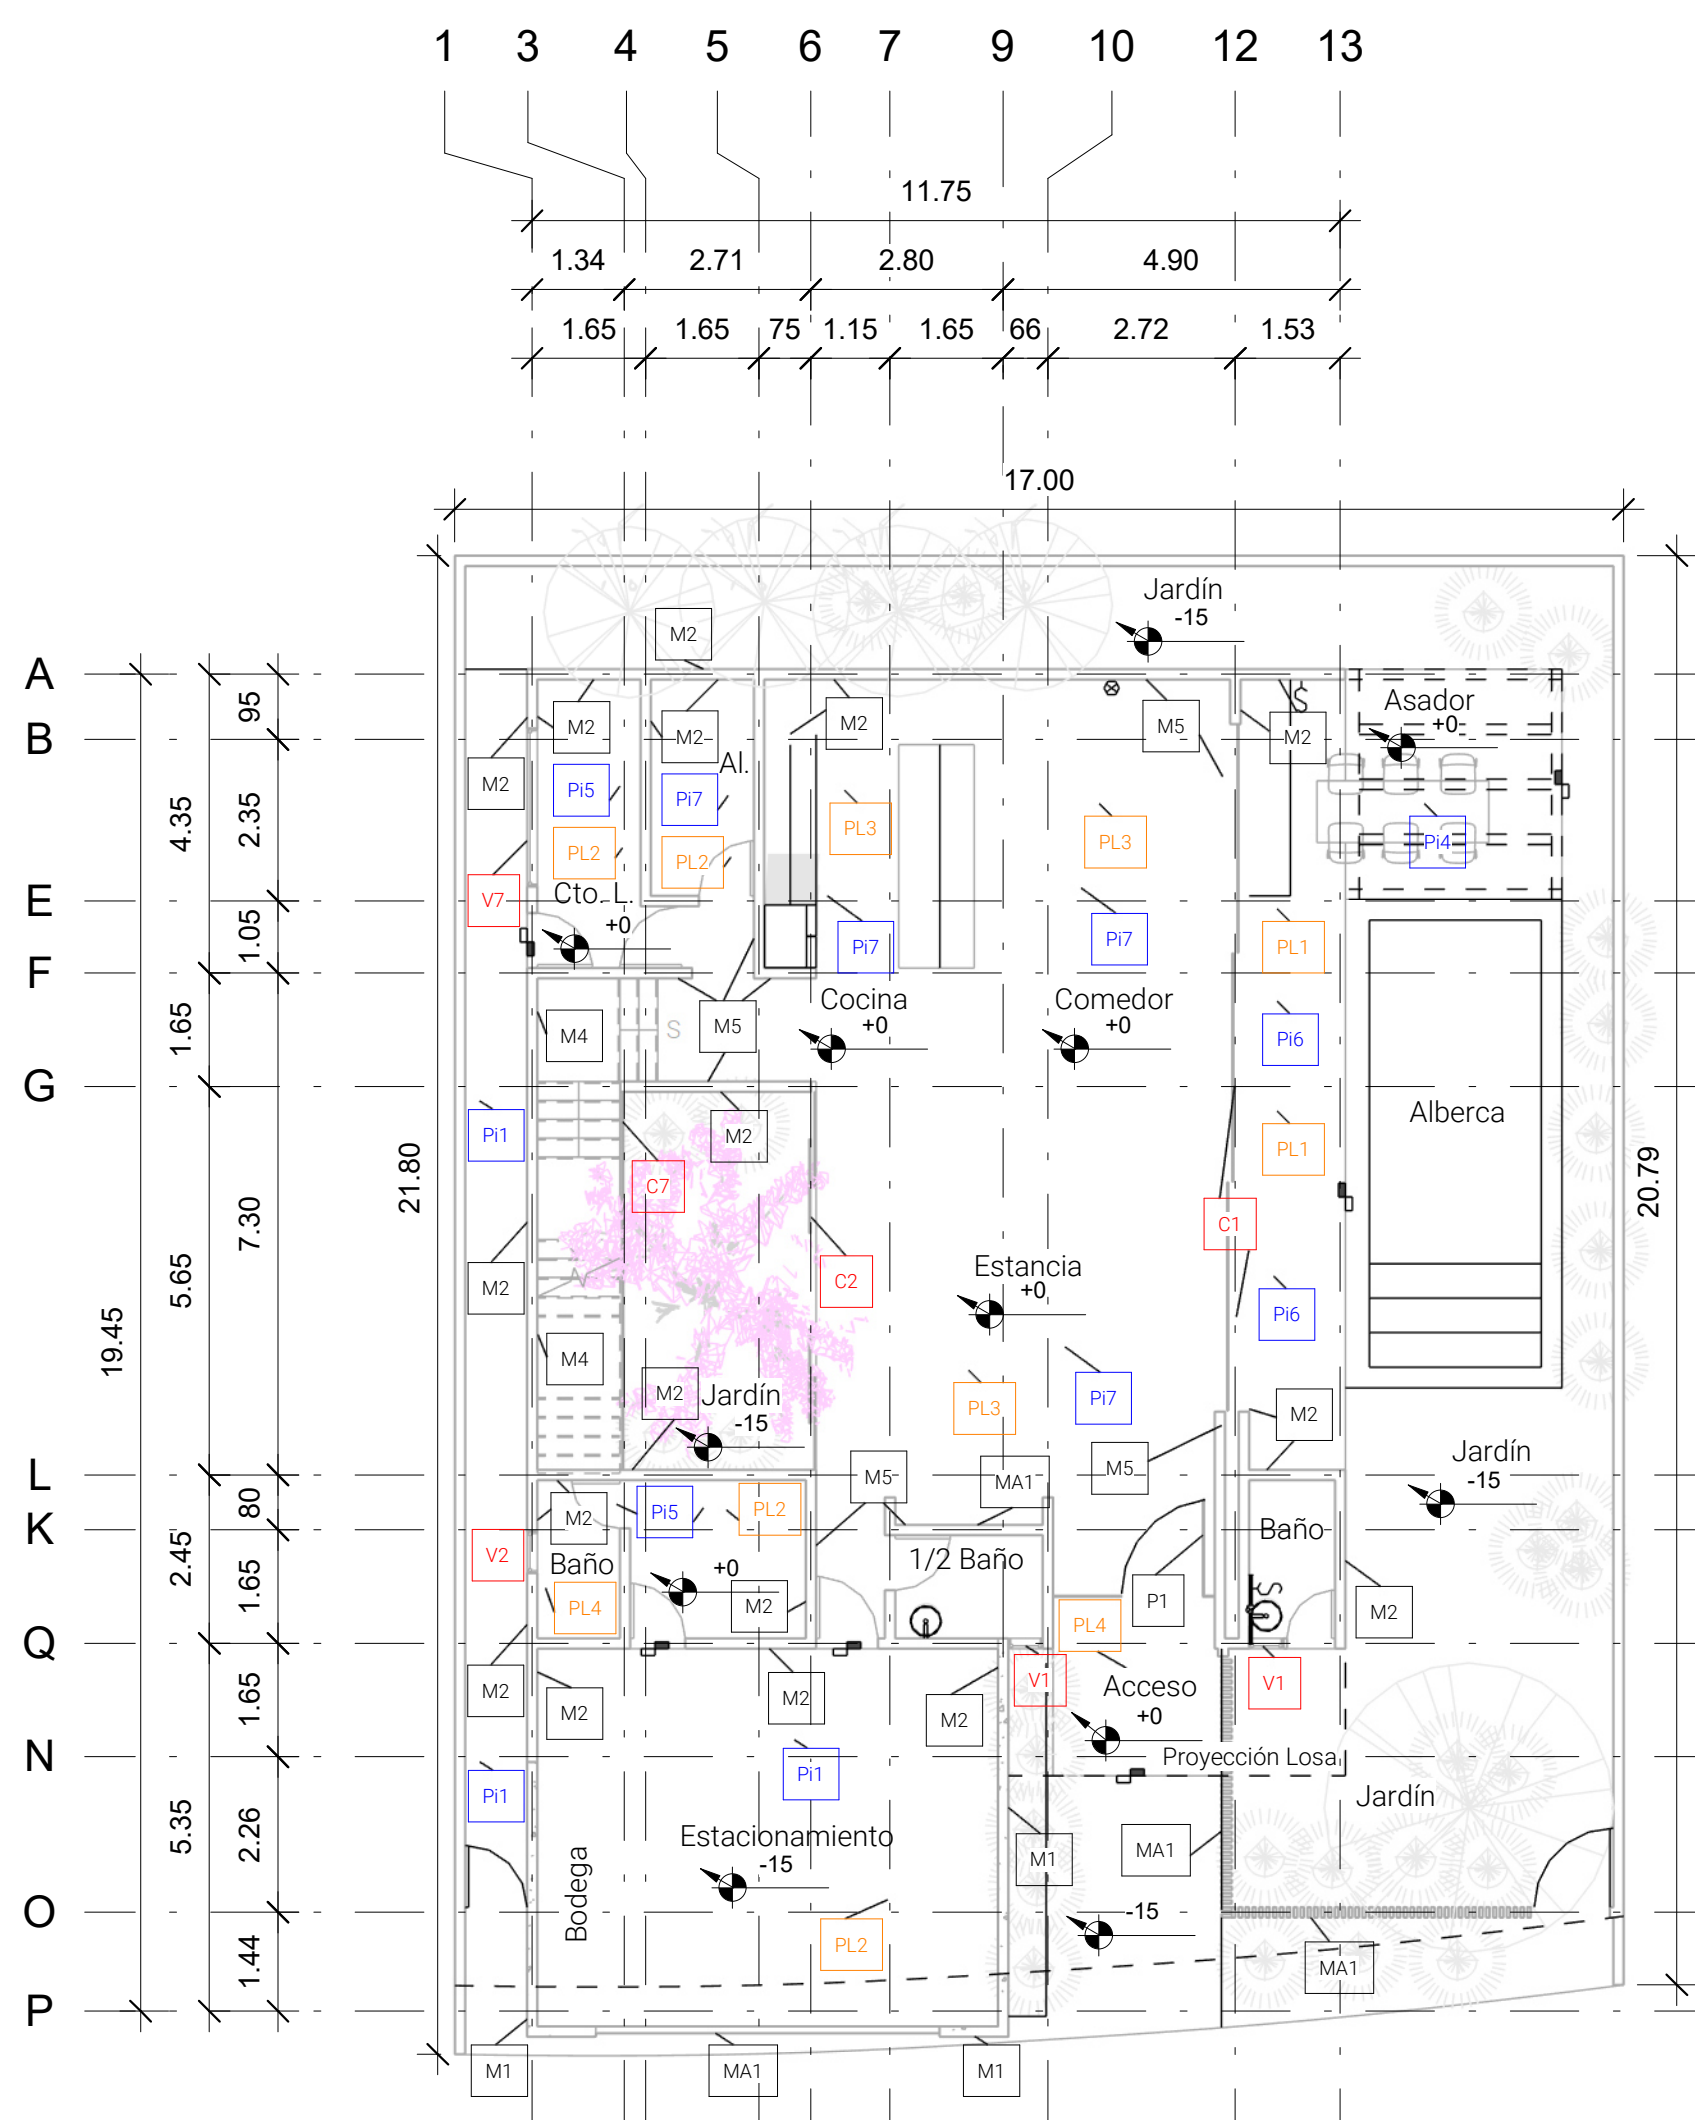 1 3 4 5 6 7 9 10 12 13
11.75
1.34 2.71 2.80 4.90
1.65 1.65 75 1.15 1.65 66 2.72 1.53
17.00
Jardín
-15
M2
A
95
Asador
+0
M2 M2 M2 M5 M2
B
Al.
M2
Pi5 Pi7
4.35
2.35
PL3 PL3 Pi4
PL2 PL2
V7
E
Cto. L.
+0
1.05
Pi7 Pi7 PL1
F
Cocina
+0
Comedor
+0
1.65
M4
S
M5
Pi6
G
Alberca
Pi1
M2
PL1
21.80
20.79
7.30
C7
C1
5.65
Estancia
+0
C2
M2
Pi6
19.45
M4
M2
Jardín
-15
PL3
Pi7
M2
Jardín
-15
L
M5
MA1
M5
80
M2
Pi5
PL2
K
Baño
V2
2.45
1.65
Baño
+0
1/2 Baño
PL4
M2
P1
M2
PL4
Q
M2
M2
M2
M2
V1
V1
Acceso
+0
1.65
N
Proyección Losa
Pi1
Pi1
Jardín
5.35
2.26
Estacionamiento
-15
Bodega
M1
MA1
O
-15
PL2
1.44
MA1
P
M1
MA1
M1